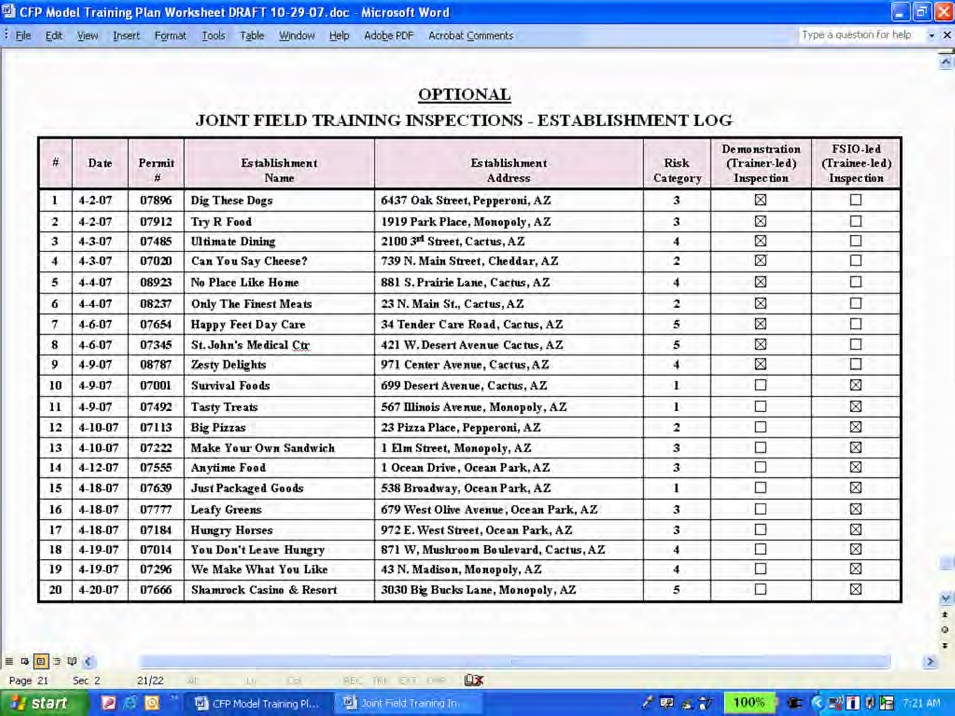 CFP Model Training Plan Worksheet DRAFT 10-29-07.doc - Microsoft Word
File Edit View Insert Format Tools Table Window Help Adobe PDF Acrobat Comments Type a question for help
OPTIONAL
JOINT FIELD TRAINING INSPECTIONS - ESTABLISHMENT LOG
# Date Permit # Establishment Name Establishment Address Risk Category Demonstration (Trainer-led) Inspection FSIO-led (Trainee-led) Inspection
1 4-2-07 07896 Dig These Dogs 6437 Oak Street, Pepperoni, AZ 3 ☒ ☐
2 4-2-07 07912 Try R Food 1919 Park Place, Monopoly, AZ 3 ☒ ☐
3 4-3-07 07485 Ultimate Dining 2100 3rd Street, Cactus, AZ 4 ☒ ☐
4 4-3-07 07020 Can You Say Cheese? 739 N. Main Street, Cheddar, AZ 2 ☒ ☐
5 4-4-07 08923 No Place Like Home 881 S. Prairie Lane, Cactus, AZ 4 ☒ ☐
6 4-4-07 08237 Only The Finest Meats 23 N. Main St., Cactus, AZ 2 ☒ ☐
7 4-6-07 07654 Happy Feet Day Care 34 Tender Care Road, Cactus, AZ 5 ☒ ☐
8 4-6-07 07345 St. John's Medical Ctr 421 W. Desert Avenue Cactus, AZ 5 ☒ ☐
9 4-9-07 08787 Zesty Delights 971 Center Avenue, Cactus, AZ 4 ☒ ☐
10 4-9-07 07001 Survival Foods 699 Desert Avenue, Cactus, AZ 1 ☐ ☒
11 4-9-07 07492 Tasty Treats 567 Illinois Avenue, Monopoly, AZ 1 ☐ ☒
12 4-10-07 07113 Big Pizzas 23 Pizza Place, Pepperoni, AZ 2 ☐ ☒
13 4-10-07 07222 Make Your Own Sandwich 1 Elm Street, Monopoly, AZ 3 ☐ ☒
14 4-12-07 07555 Anytime Food 1 Ocean Drive, Ocean Park, AZ 3 ☐ ☒
15 4-18-07 07639 Just Packaged Goods 538 Broadway, Ocean Park, AZ 1 ☐ ☒
16 4-18-07 07777 Leafy Greens 679 West Olive Avenue, Ocean Park, AZ 3 ☐ ☒
17 4-18-07 07184 Hungry Horses 972 E. West Street, Ocean Park, AZ 3 ☐ ☒
18 4-19-07 07014 You Don't Leave Hungry 871 W, Mushroom Boulevard, Cactus, AZ 4 ☐ ☒
19 4-19-07 07296 We Make What You Like 43 N. Madison, Monopoly, AZ 4 ☐ ☒
20 4-20-07 07666 Shamrock Casino & Resort 3030 Big Bucks Lane, Monopoly, AZ 5 ☐ ☒
Page 21 Sec 2 21/22 At Ln Col REC TRK EXT OVR
start CFP Model Training Pl... Joint Field Training In... 100% 7:21 AM